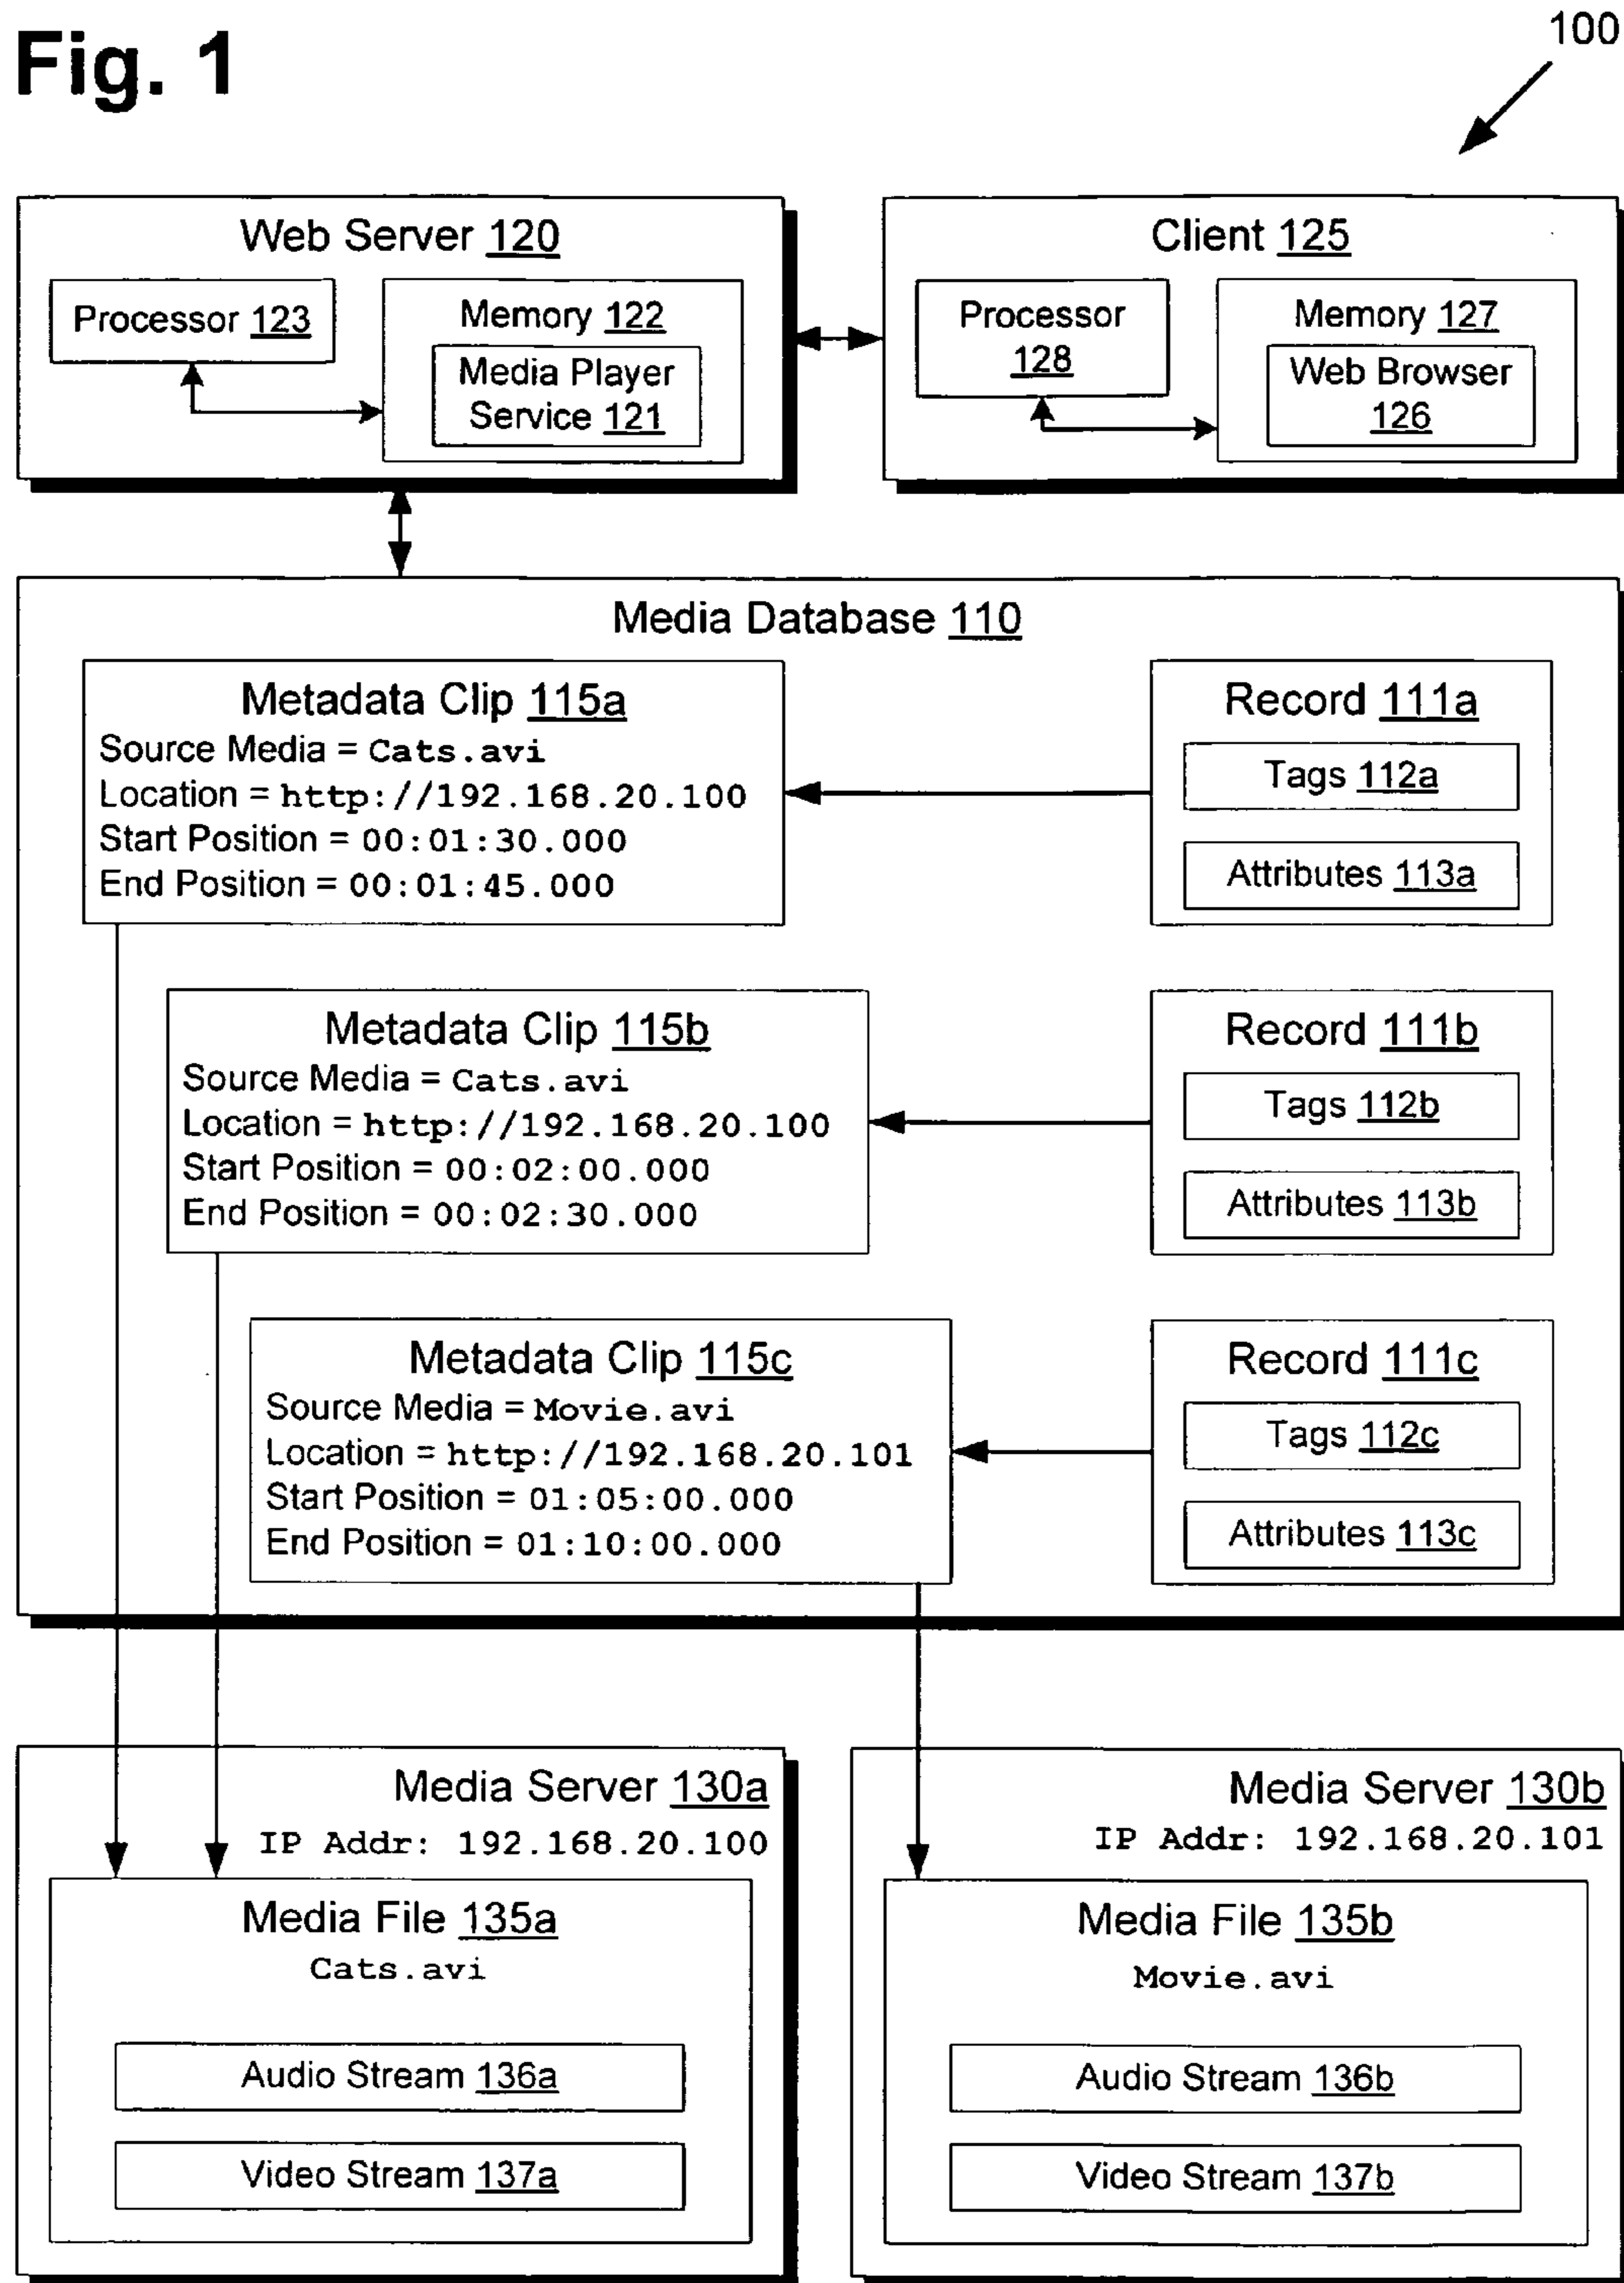 Fig. 1
100
Web Server 120
Processor 123
Memory 122
Media Player
Service 121
Client 125
Processor
128
Memory 127
Web Browser
126
Media Database 110
Metadata Clip 115a
Source Media = Cats.avi
Location = http://192.168.20.100
Start Position = 00:01:30.000
End Position = 00:01:45.000
Record 111a
Tags 112a
Attributes 113a
Metadata Clip 115b
Source Media = Cats.avi
Location = http://192.168.20.100
Start Position = 00:02:00.000
End Position = 00:02:30.000
Record 111b
Tags 112b
Attributes 113b
Metadata Clip 115c
Source Media = Movie.avi
Location = http://192.168.20.101
Start Position = 01:05:00.000
End Position = 01:10:00.000
Record 111c
Tags 112c
Attributes 113c
Media Server 130a
IP Addr: 192.168.20.100
Media File 135a
Cats.avi
Audio Stream 136a
Video Stream 137a
Media Server 130b
IP Addr: 192.168.20.101
Media File 135b
Movie.avi
Audio Stream 136b
Video Stream 137b